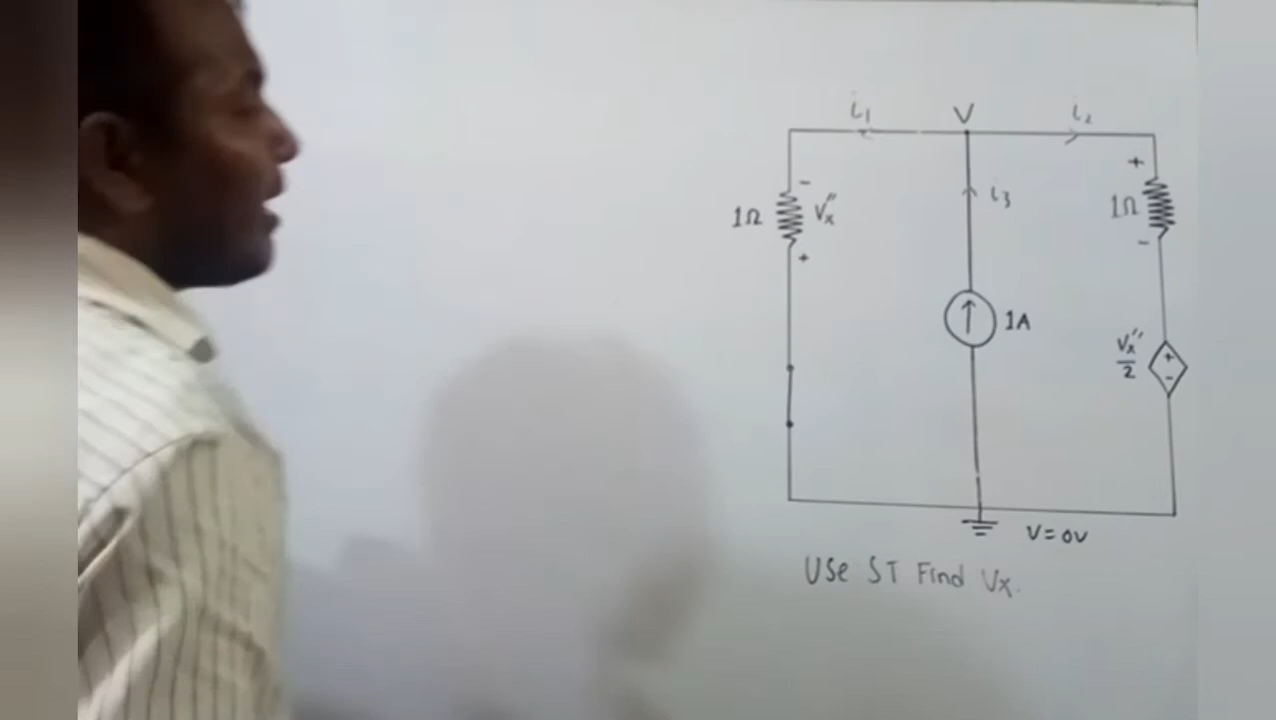 i₁ V i₂
+
- i₃
1Ω Vx" 1Ω
+ -
1A
Vx"
2
+
-
V=0V
USe ST Find Vx.